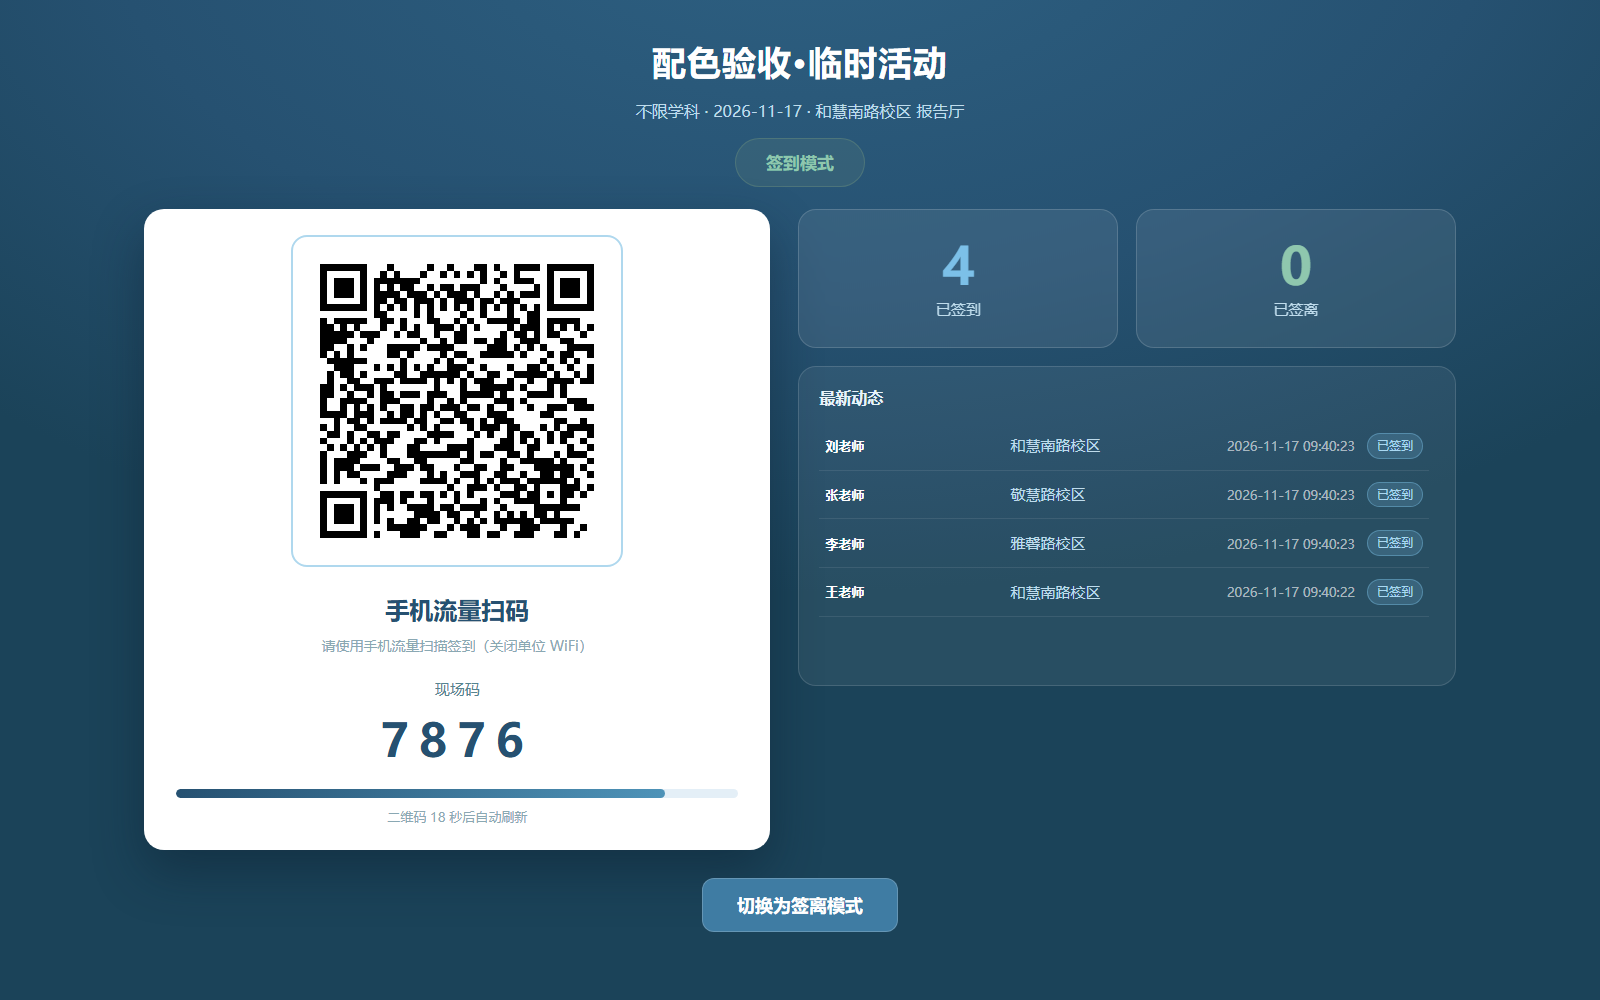 配色验收•临时活动
不限学科 · 2026-11-17 · 和慧南路校区 报告厅
签到模式
手机流量扫码
请使用手机流量扫描签到（关闭单位 WiFi）
现场码
7876
二维码 18 秒后自动刷新
4
已签到
0
已签离
最新动态
刘老师 和慧南路校区 2026-11-17 09:40:23 已签到
张老师 敬慧路校区 2026-11-17 09:40:23 已签到
李老师 雅馨路校区 2026-11-17 09:40:23 已签到
王老师 和慧南路校区 2026-11-17 09:40:22 已签到
切换为签离模式